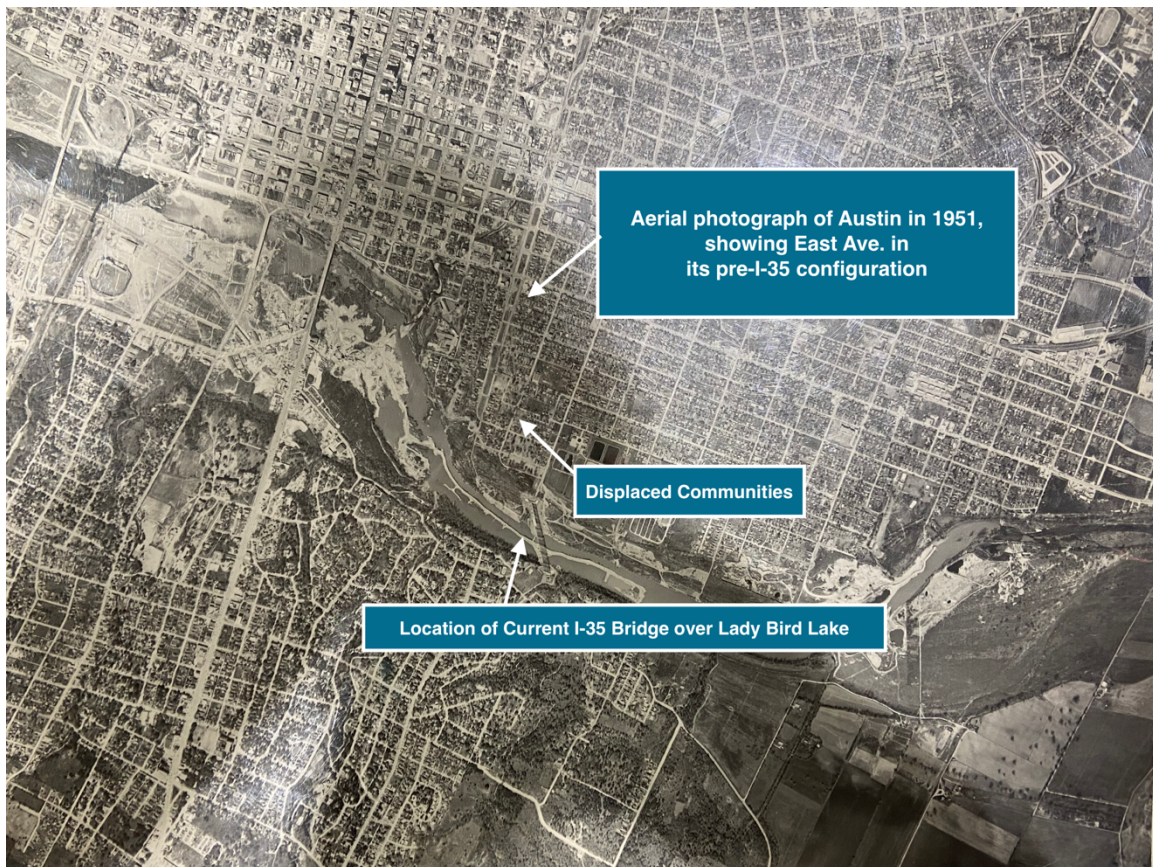 Aerial photograph of Austin in 1951,
showing East Ave. in
its pre-I-35 configuration
Displaced Communities
Location of Current I-35 Bridge over Lady Bird Lake